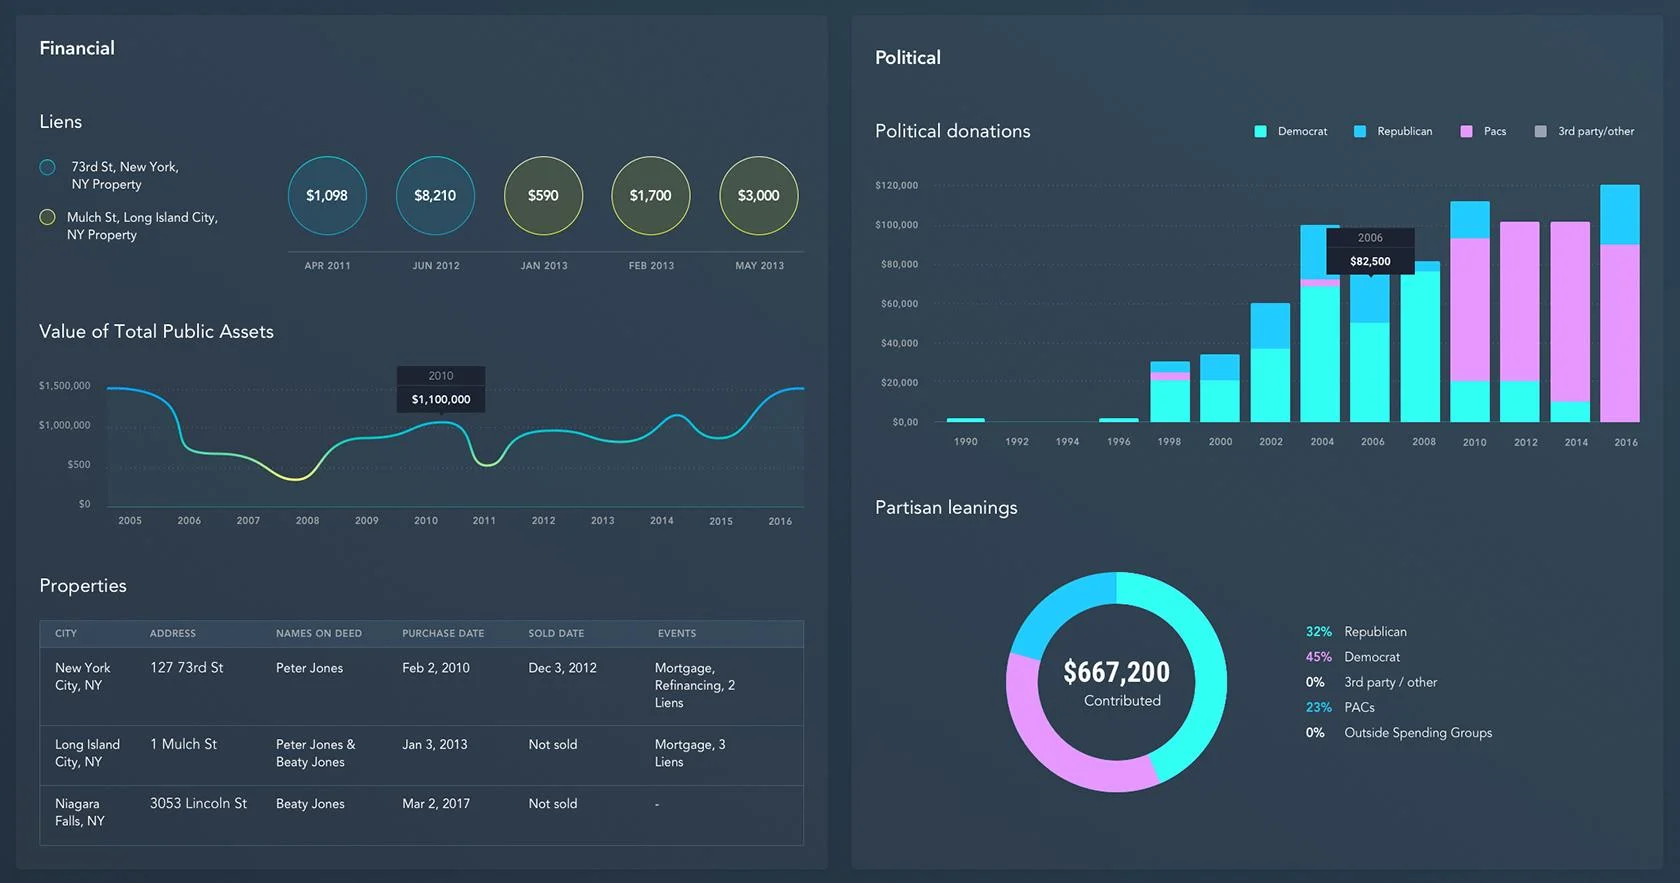 Financial
Liens
73rd St, New York,
NY Property
Mulch St, Long Island City,
NY Property
$1,098
$8,210
$590
$1,700
$3,000
APR 2011
JUN 2012
JAN 2013
FEB 2013
MAY 2013
Value of Total Public Assets
$1,500,000
$1,000,000
$500
$0
2010
$1,100,000
2005 2006 2007 2008 2009 2010 2011 2012 2013 2014 2015 2016
Properties
CITY ADDRESS NAMES ON DEED PURCHASE DATE SOLD DATE EVENTS
New York 127 73rd St Peter Jones Feb 2, 2010 Dec 3, 2012 Mortgage,
City, NY Refinancing, 2
Liens
Long Island 1 Mulch St Peter Jones & Jan 3, 2013 Not sold Mortgage, 3
City, NY Beaty Jones Liens
Niagara 3053 Lincoln St Beaty Jones Mar 2, 2017 Not sold -
Falls, NY
Political
Political donations
Democrat Republican Pacs 3rd party/other
$120,000
$100,000
$80,000
$60,000
$40,000
$20,000
$0,00
2006
$82,500
1990 1992 1994 1996 1998 2000 2002 2004 2006 2008 2010 2012 2014 2016
Partisan leanings
$667,200
Contributed
32% Republican
45% Democrat
0% 3rd party / other
23% PACs
0% Outside Spending Groups